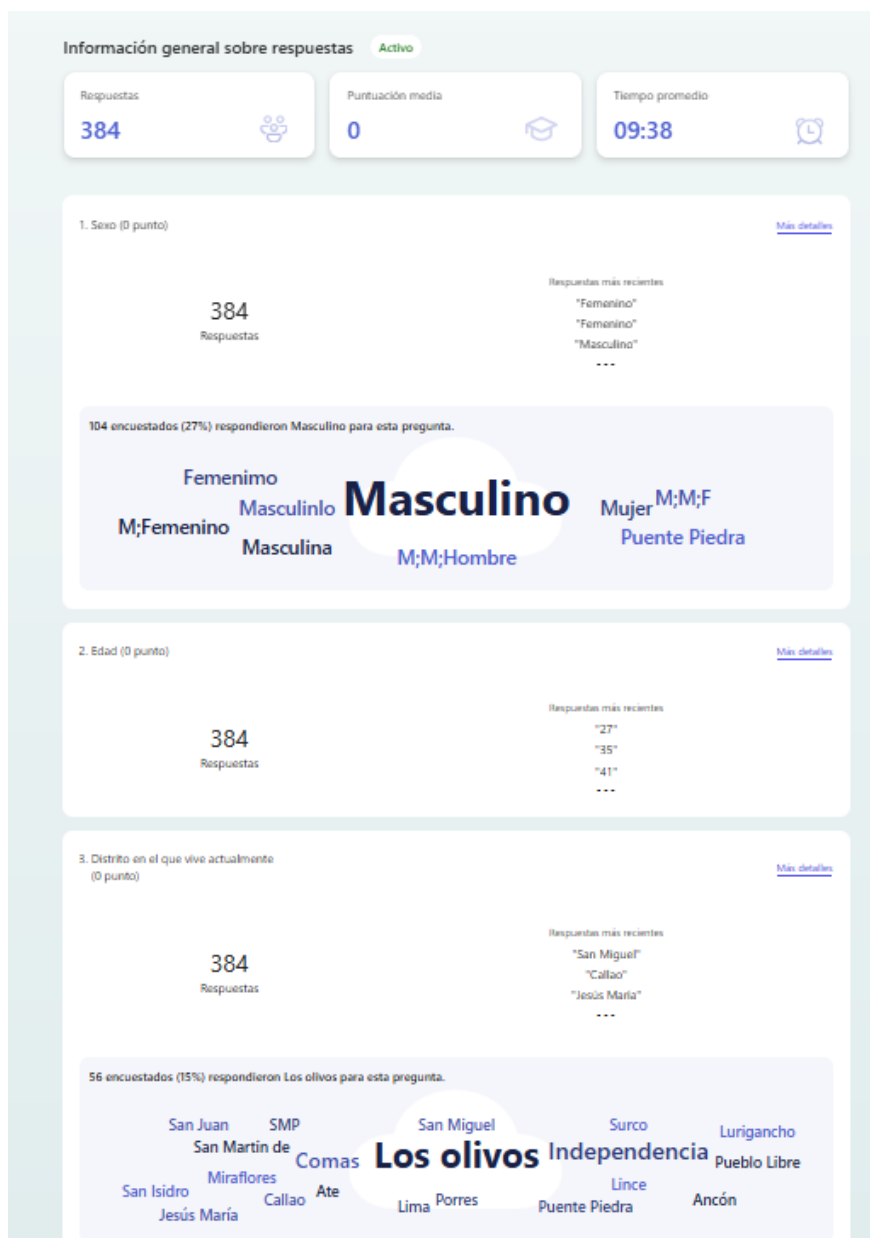 Información general sobre respuestas Activo
Respuestas
384
Puntuación media
0
Tiempo promedio
09:38
1. Sexo (0 punto)
Más detalles
384
Respuestas
Respuestas más recientes
"Femenino"
"Femenino"
"Masculino"
---
104 encuestados (27%) respondieron Masculino para esta pregunta.
Femenimo
Masculinlo
Masculino
Mujer
M;M;F
M;Femenino
Masculina
M;M;Hombre
Puente Piedra
2. Edad (0 punto)
Más detalles
384
Respuestas
Respuestas más recientes
"27"
"35"
"41"
---
3. Distrito en el que vive actualmente
(0 punto)
Más detalles
384
Respuestas
Respuestas más recientes
"San Miguel"
"Callao"
"Jesús María"
---
56 encuestados (15%) respondieron Los olivos para esta pregunta.
San Juan
SMP
San Miguel
Surco
Lurigancho
San Martin de
Comas
Los olivos
Independencia
Pueblo Libre
Miraflores
San Isidro
Callao
Ate
Lima
Porres
Lince
Puente Piedra
Ancón
Jesús María